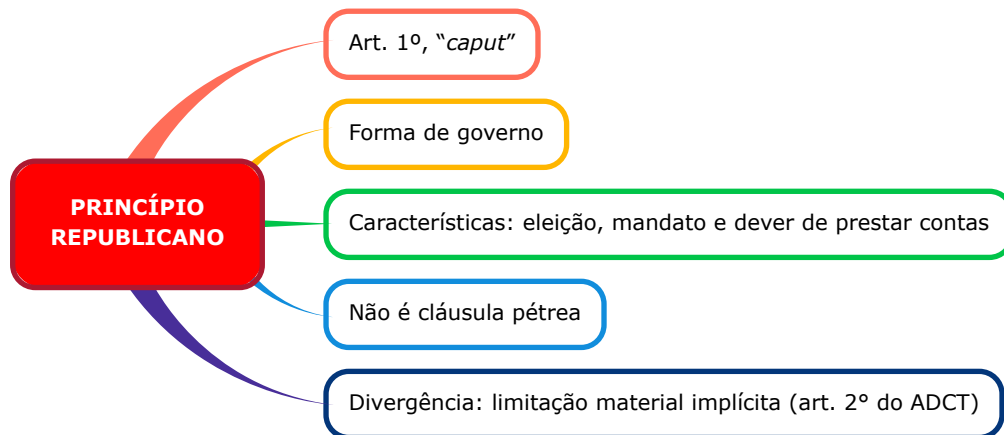 Art. 1º, “caput”
Forma de governo
PRINCÍPIO
REPUBLICANO
Características: eleição, mandato e dever de prestar contas
Não é cláusula pétrea
Divergência: limitação material implícita (art. 2° do ADCT)